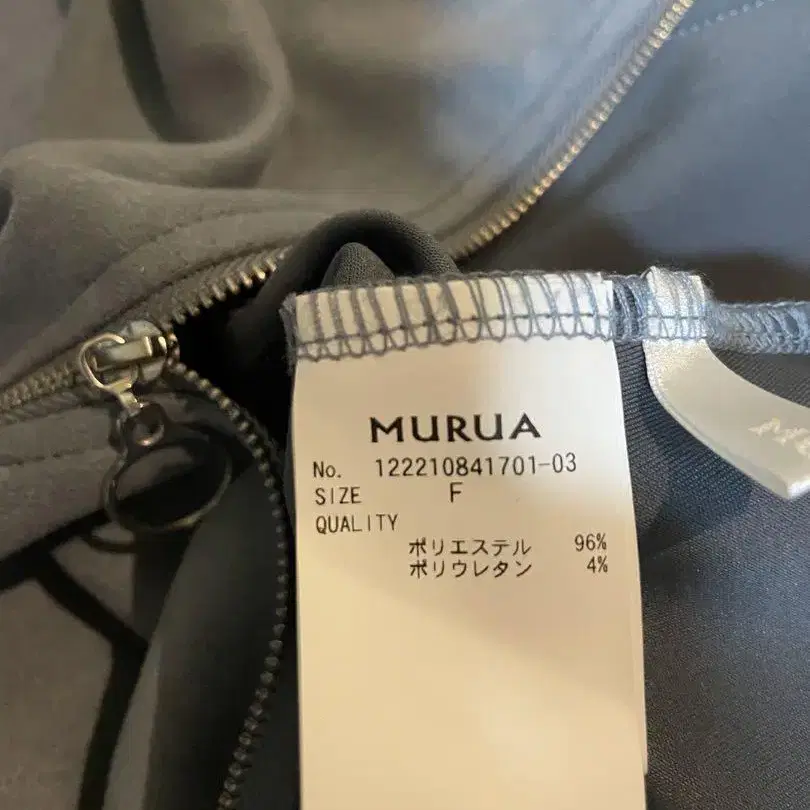 MURUA
No. 122210841701-03
SIZE F
QUALITY
ポリエステル 96%
ポリウレタン 4%